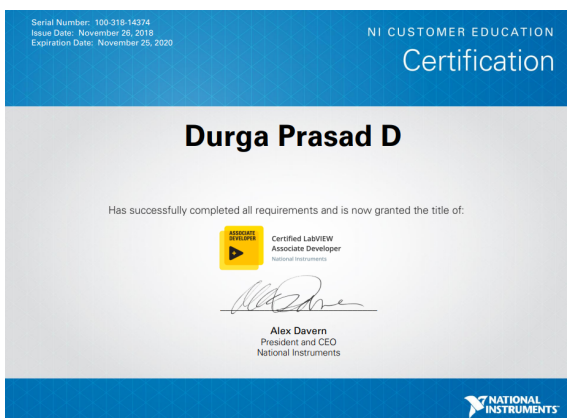 Serial Number: 100-318-14374
Issue Date: November 26, 2018
Expiration Date: November 25, 2020
NI CUSTOMER EDUCATION
Certification
Durga Prasad D
Has successfully completed all requirements and is now granted the title of:
ASSOCIATE
DEVELOPER
Certified LabVIEW
Associate Developer
National Instruments
Alex Davern
President and CEO
National Instruments
NATIONAL
INSTRUMENTS